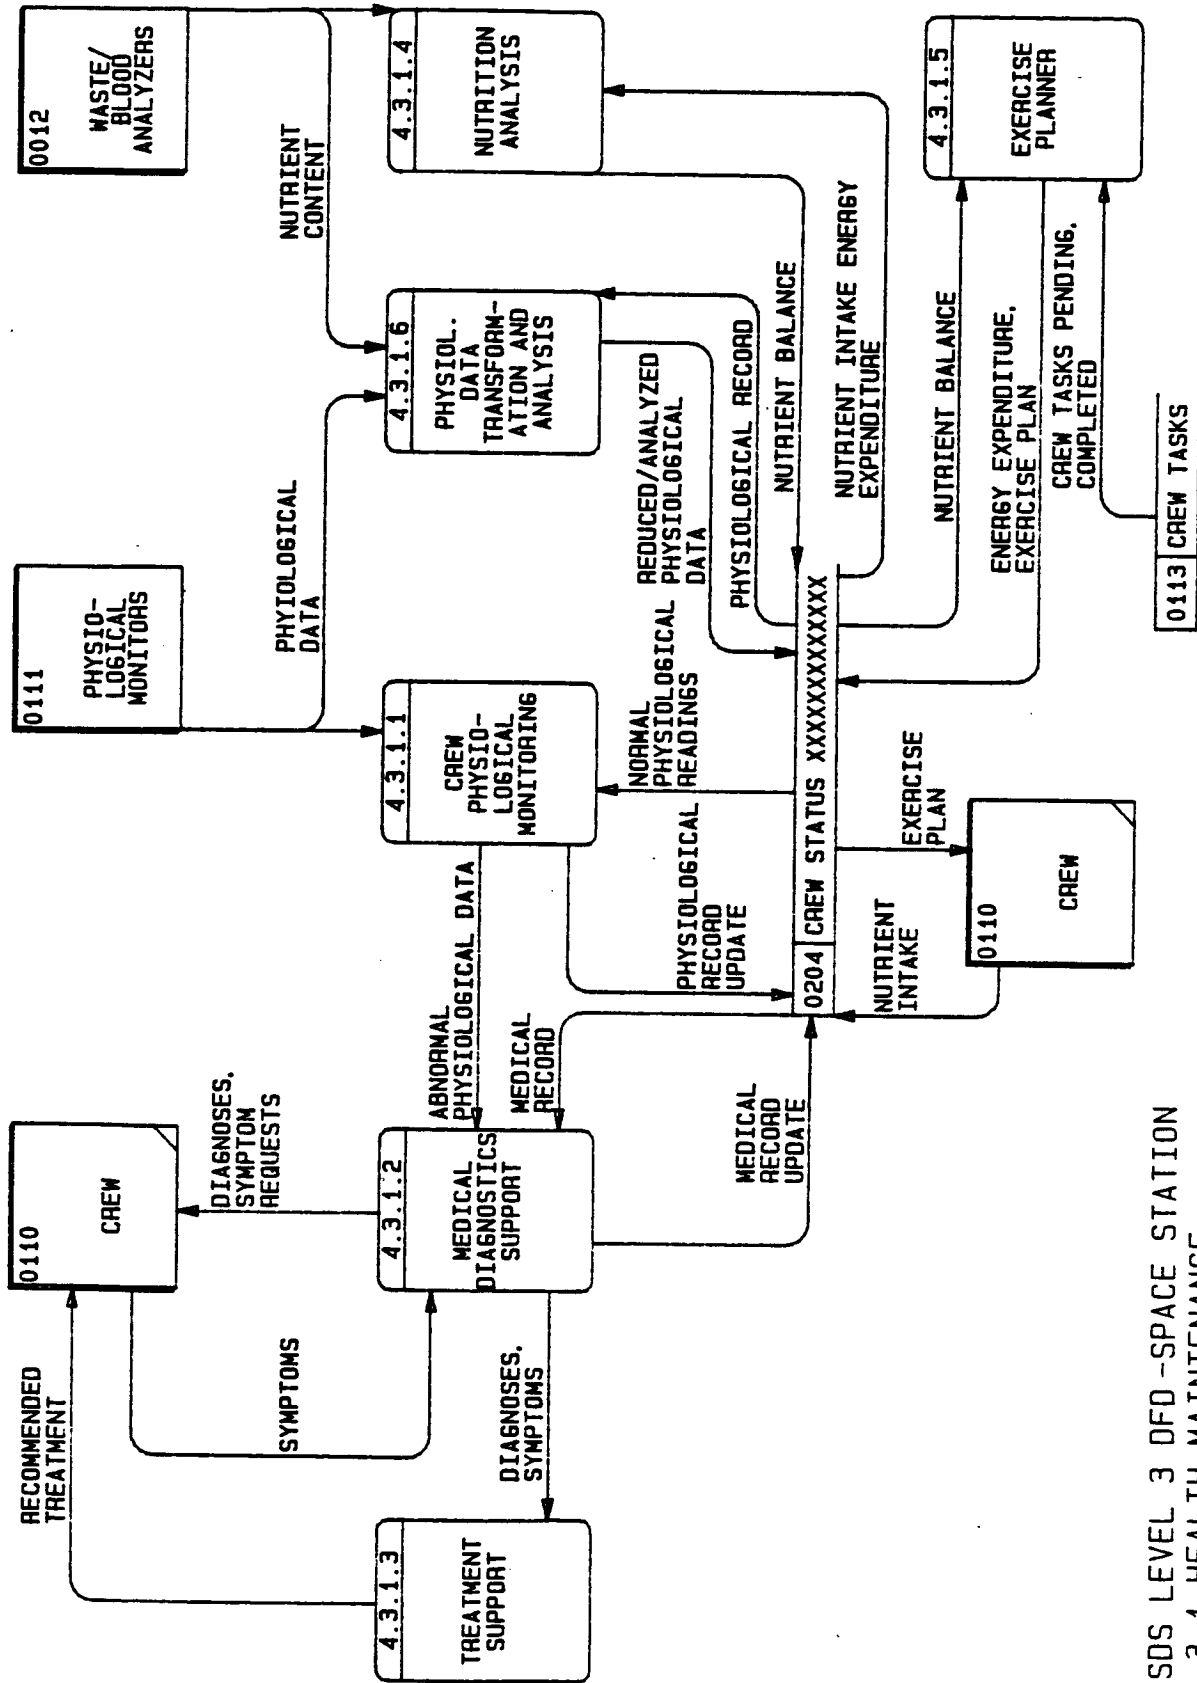 0110
CREW
0111
PHYSIO-
LOGICAL
MONITORS
0012
WASTE/
BLOOD
ANALYZERS
RECOMMENDED
TREATMENT
SYMPTOMS
DIAGNOSES,
SYMPTOM
REQUESTS
PHYIOLOGICAL
DATA
NUTRIENT
CONTENT
4.3.1.3
TREATMENT
SUPPORT
4.3.1.2
MEDICAL
DIAGNOSTICS
SUPPORT
4.3.1.1
CREW
PHYSIO-
LOGICAL
MONITORING
4.3.1.6
PHYSIOL.
DATA
TRANSFORM-
ATION AND
ANALYSIS
4.3.1.4
NUTRITION
ANALYSIS
DIAGNOSES,
SYMPTOMS
ABNORMAL
PHYSIOLOGICAL DATA
MEDICAL
RECORD
PHYSIOLOGICAL
RECORD
UPDATE
NORMAL
PHYSIOLOGICAL
READINGS
REDUCED/ANALYZED
PHYSIOLOGICAL
DATA
PHYSIOLOGICAL RECORD
NUTRIENT BALANCE
MEDICAL
RECORD
UPDATE
0204 CREW STATUS XXXXXXXXXXXXX
NUTRIENT INTAKE ENERGY
EXPENDITURE
NUTRIENT
INTAKE
EXERCISE
PLAN
NUTRIENT BALANCE
ENERGY EXPENDITURE,
EXERCISE PLAN
CREW TASKS PENDING,
COMPLETED
4.3.1.5
EXERCISE
PLANNER
0110
CREW
0113 CREW TASKS
SDS LEVEL 3 DFD-SPACE STATION
HEALTH MAINTENANCE